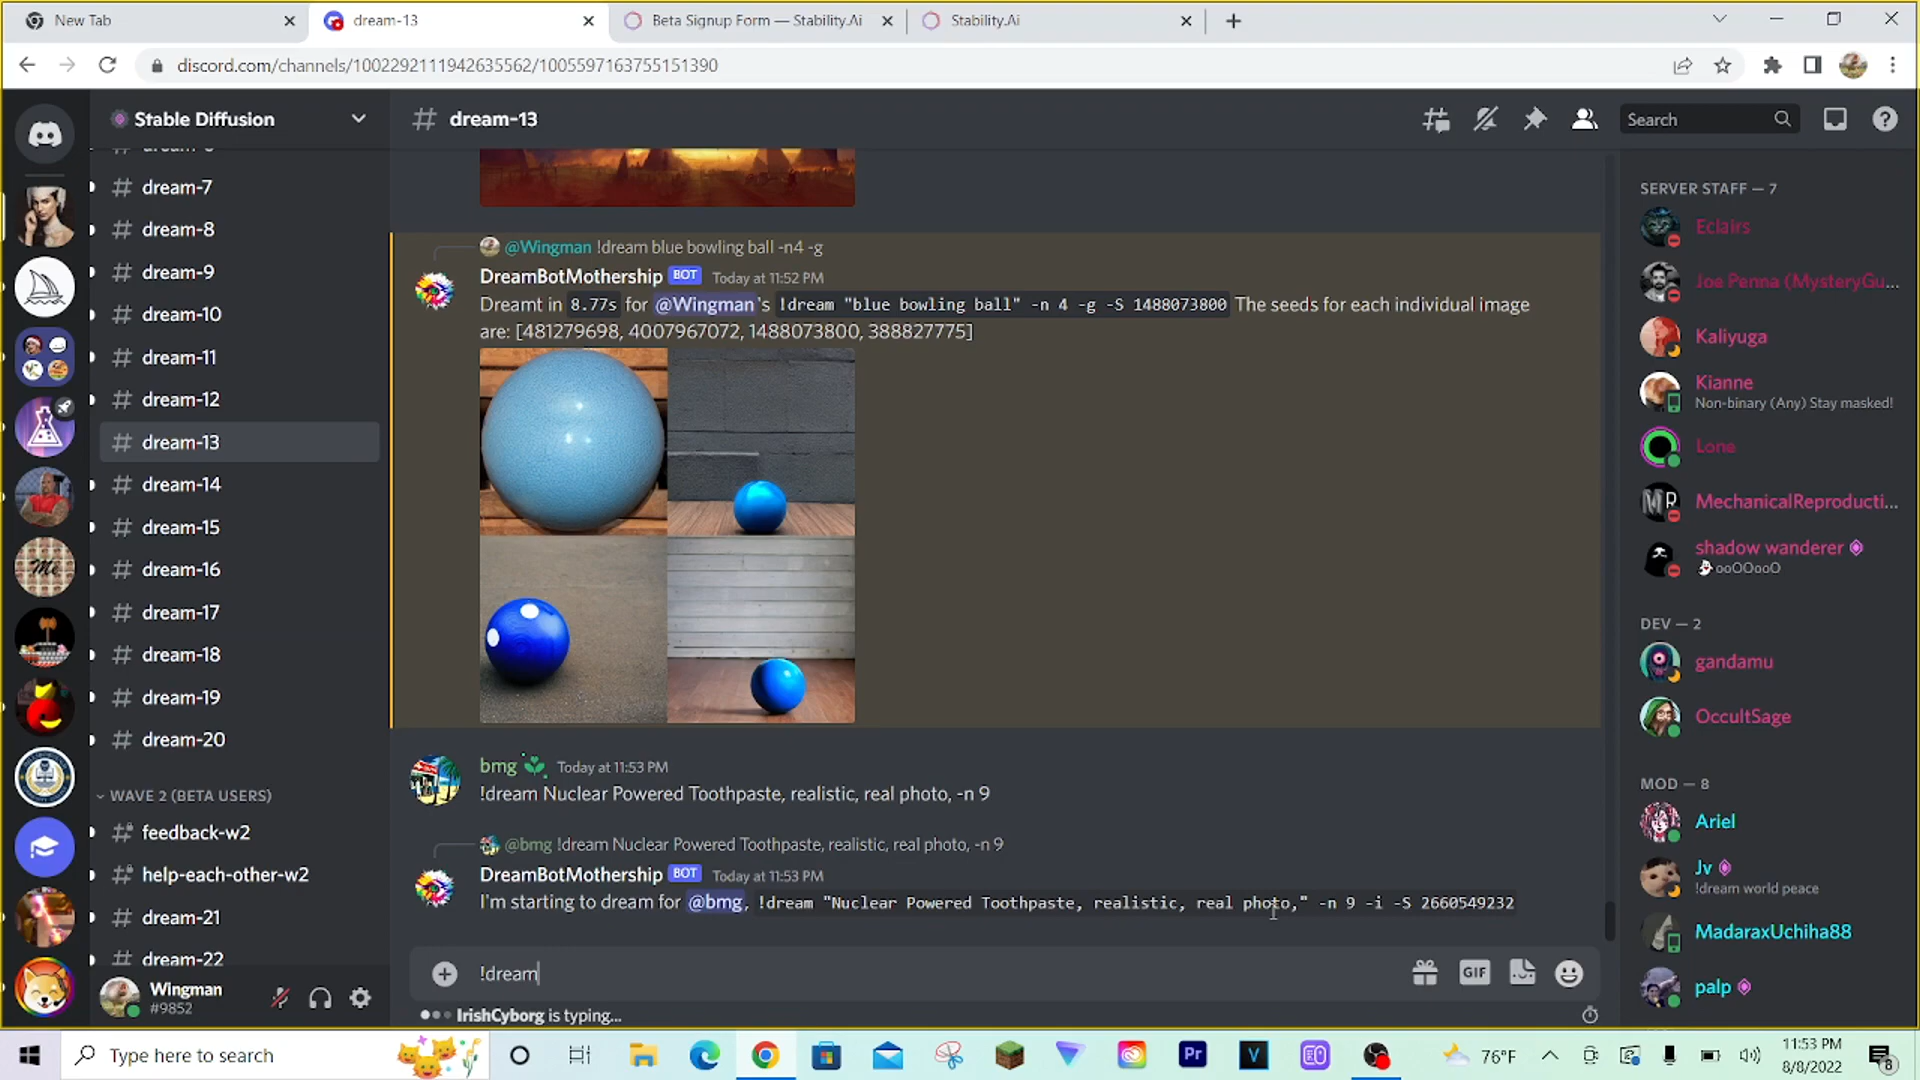 New Tab
dream-13
Beta Signup Form — Stability.Ai
Stability.Ai
discord.com/channels/1002292111942635562/1005597163755151390
Stable Diffusion
dream-13
Search
dream-7
dream-8
dream-9
dream-10
dream-11
dream-12
dream-13
dream-14
dream-15
dream-16
dream-17
dream-18
dream-19
dream-20
WAVE 2 (BETA USERS)
feedback-w2
help-each-other-w2
dream-21
dream-22
Wingman
#9852
@Wingman !dream blue bowling ball -n4 -g
DreamBotMothership BOT Today at 11:52 PM
Dreamt in 8.77s for @Wingman's !dream "blue bowling ball" -n 4 -g -S 1488073800 The seeds for each individual image
are: [481279698, 4007967072, 1488073800, 388827775]
bmg Today at 11:53 PM
!dream Nuclear Powered Toothpaste, realistic, real photo, -n 9
@bmg !dream Nuclear Powered Toothpaste, realistic, real photo, -n 9
DreamBotMothership BOT Today at 11:53 PM
I'm starting to dream for @bmg, !dream "Nuclear Powered Toothpaste, realistic, real photo," -n 9 -i -S 2660549232
!dream
GIF
IrishCyborg is typing...
SERVER STAFF — 7
Eclairs
Joe Penna (MysteryGu...
Kaliyuga
Kianne
Non-binary (Any) Stay masked!
Lone
MechanicalReproducti...
shadow wanderer
ooOOooO
DEV — 2
gandamu
OccultSage
MOD — 8
Ariel
Jv
!dream world peace
MadaraxUchiha88
palp
Type here to search
Pr
V
76°F
11:53 PM
8/8/2022
8